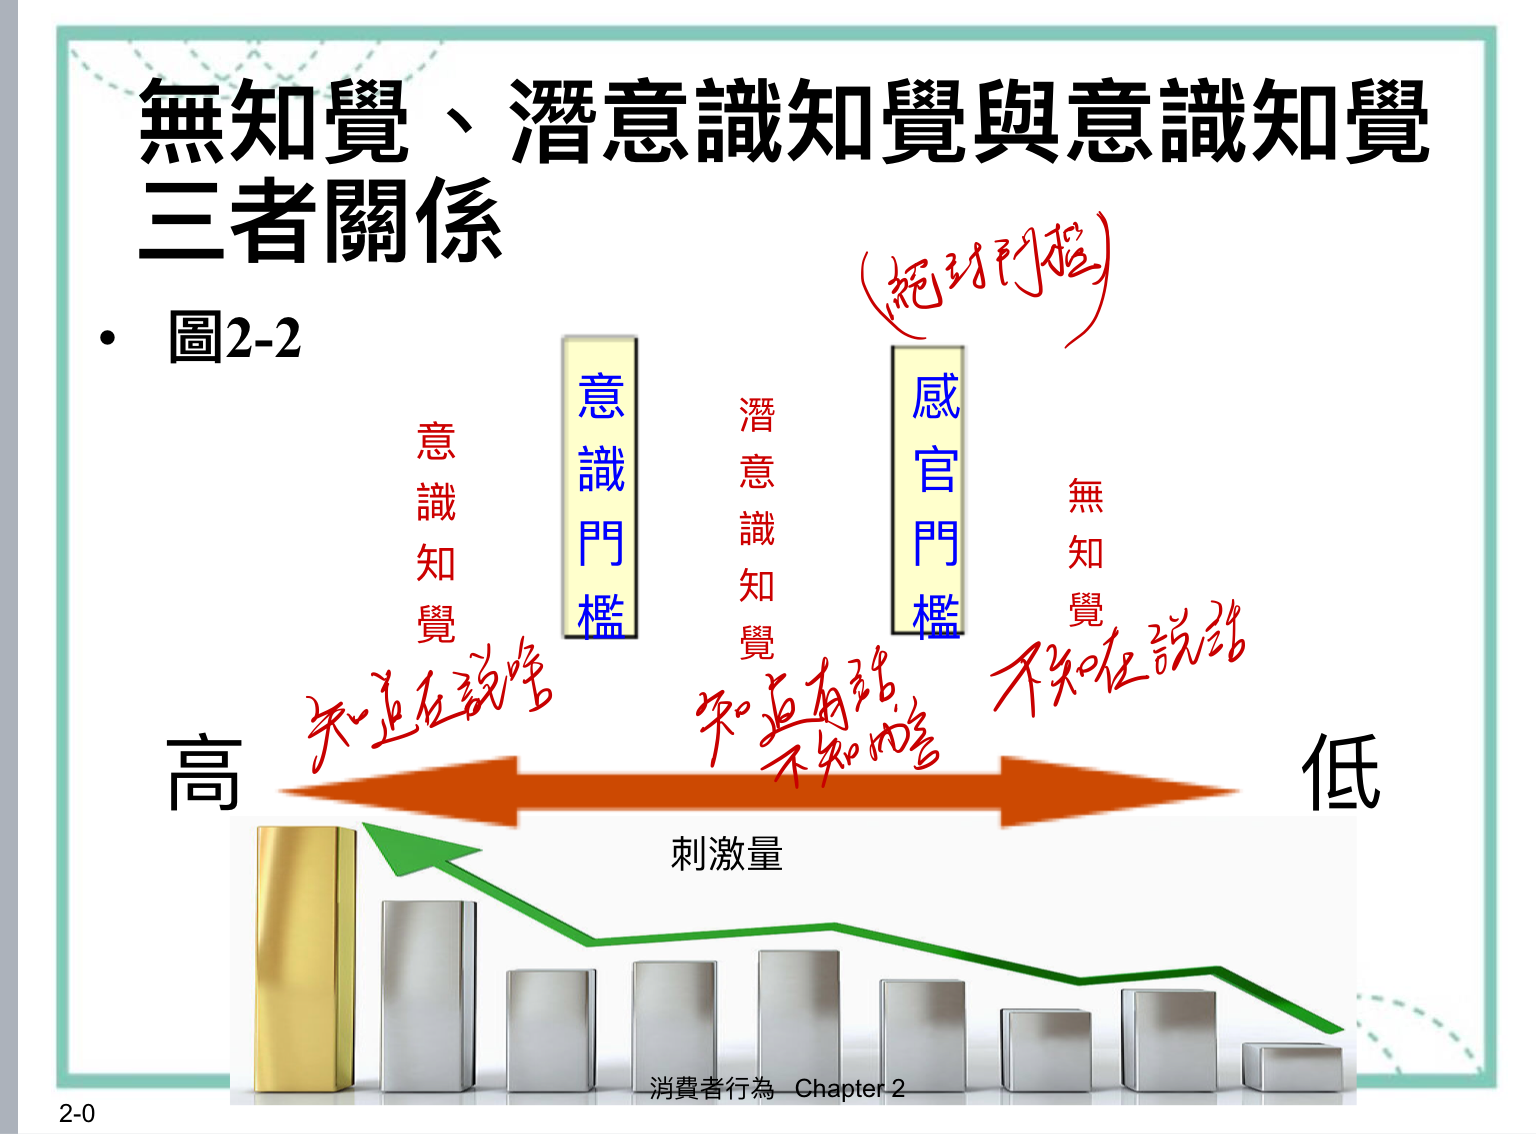 無知覺、潛意識知覺與意識知覺
三者關係
(絕對門檻)
• 圖2-2
意識知覺
意識門檻
潛意識知覺
感官門檻
無知覺
知道在說啥
知道有話
不知內容
不知在說話
高
低
刺激量
消費者行為 Chapter 2
2-0